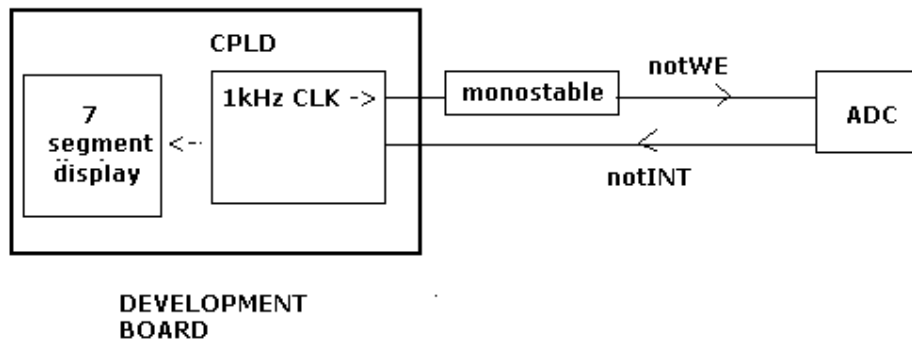 CPLD
7
segment
display
<--
1kHz CLK ->
monostable
notWE
ADC
notINT
DEVELOPMENT
BOARD